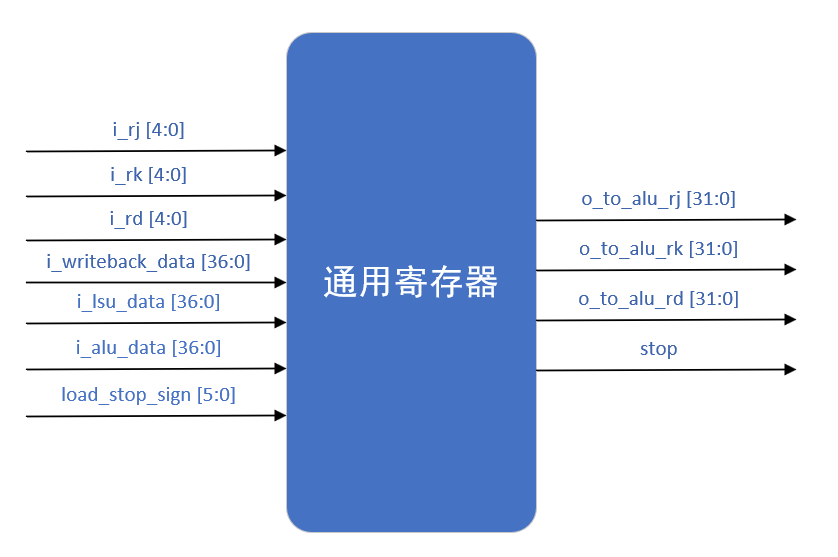 i_rj [4:0]
i_rk [4:0]
i_rd [4:0]
i_writeback_data [36:0]
i_lsu_data [36:0]
i_alu_data [36:0]
load_stop_sign [5:0]
通用寄存器
o_to_alu_rj [31:0]
o_to_alu_rk [31:0]
o_to_alu_rd [31:0]
stop